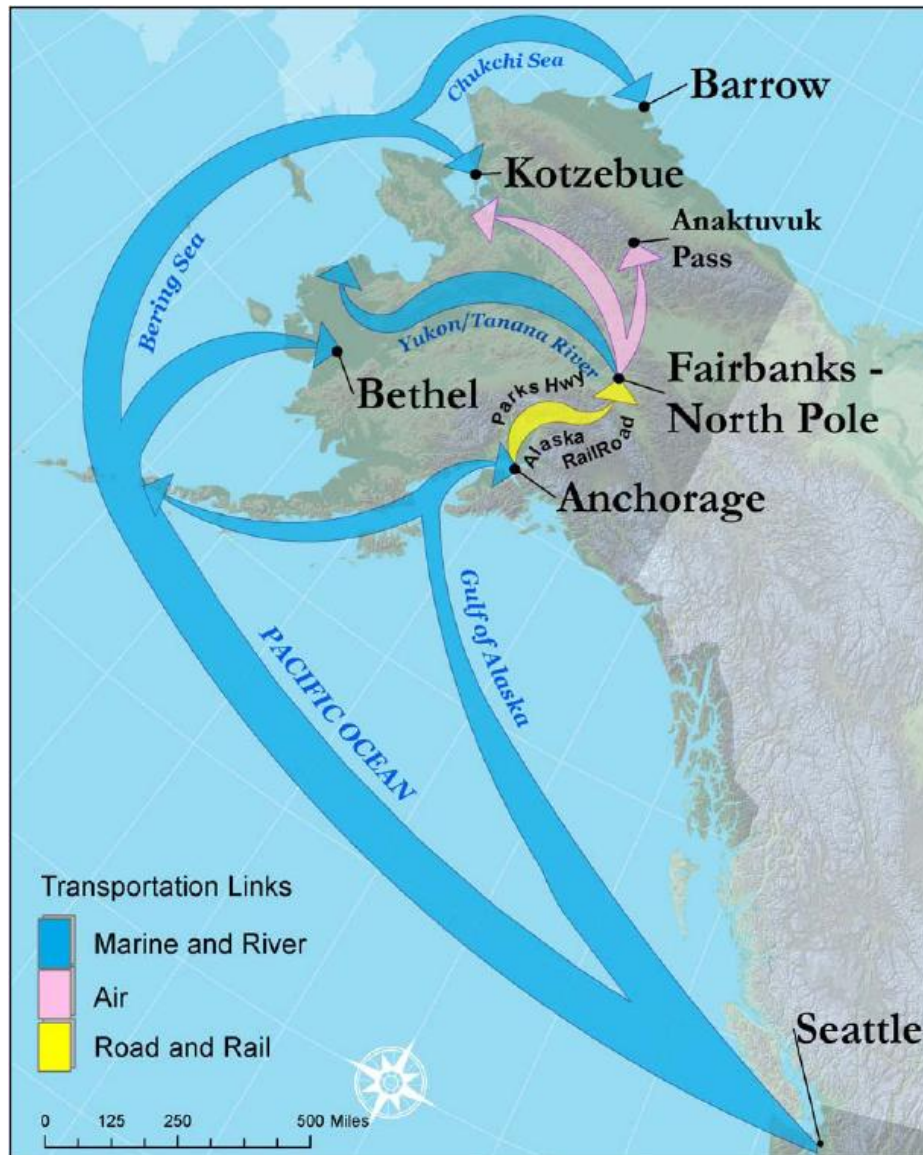 Chukchi Sea
Barrow
Kotzebue
Anaktuvuk
Pass
Bering Sea
Yukon/Tanana River
Bethel
Parks Hwy
Fairbanks -
North Pole
Alaska
RailRoad
Anchorage
Gulf of Alaska
PACIFIC OCEAN
Transportation Links
Marine and River
Air
Road and Rail
Seattle
0 125 250 500 Miles